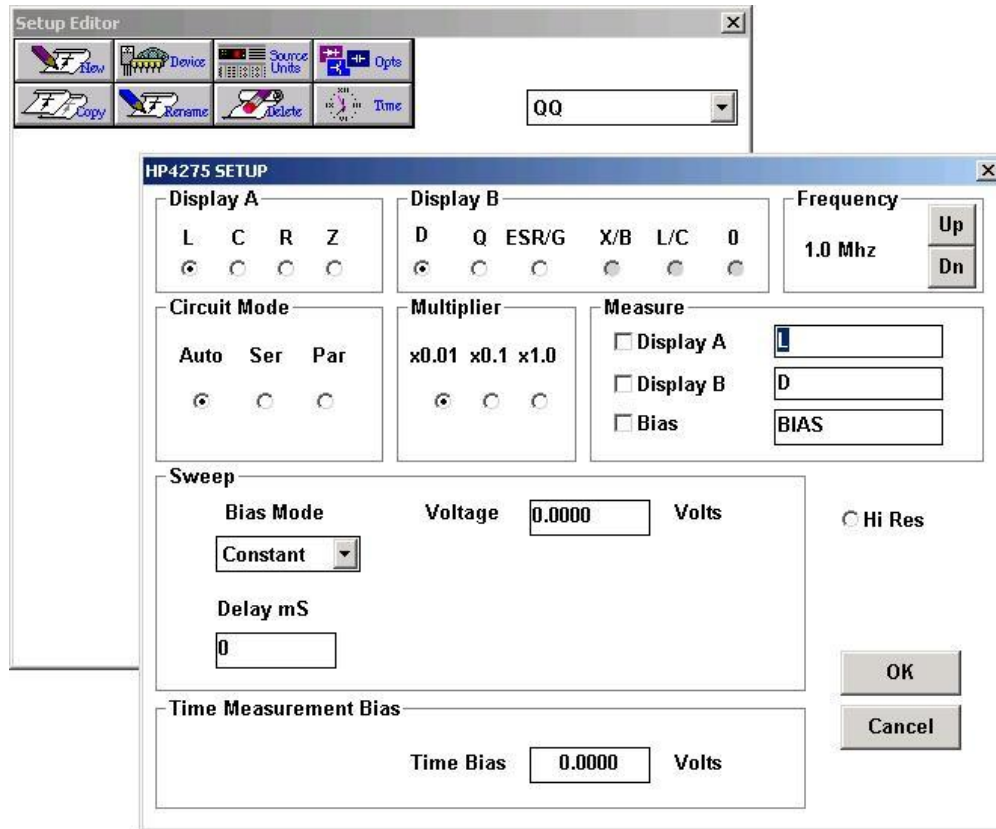 Setup Editor
New Device Source Units Opts
Copy Rename Delete Time
QQ
HP4275 SETUP
Display A
L C R Z
Display B
D Q ESR/G X/B L/C 0
Frequency
1.0 Mhz
Up
Dn
Circuit Mode
Auto Ser Par
Multiplier
x0.01 x0.1 x1.0
Measure
Display A L
Display B D
Bias BIAS
Sweep
Bias Mode Voltage 0.0000 Volts
Constant
Delay mS
0
Hi Res
OK
Cancel
Time Measurement Bias
Time Bias 0.0000 Volts